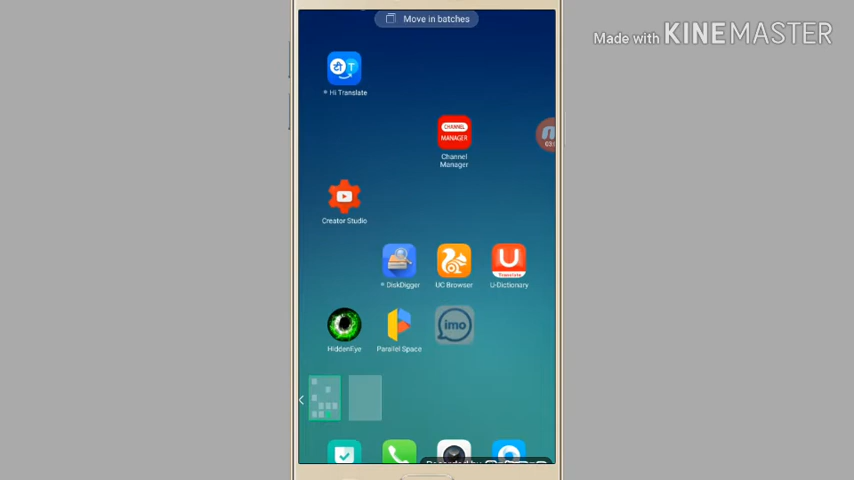 Move in batches
Made with KINEMASTER
Hi Translate
CHANNEL
MANAGER
Channel
Manager
Creator Studio
DiskDigger
UC Browser
U
Translate
U-Dictionary
imo
HiddenEye
Parallel Space